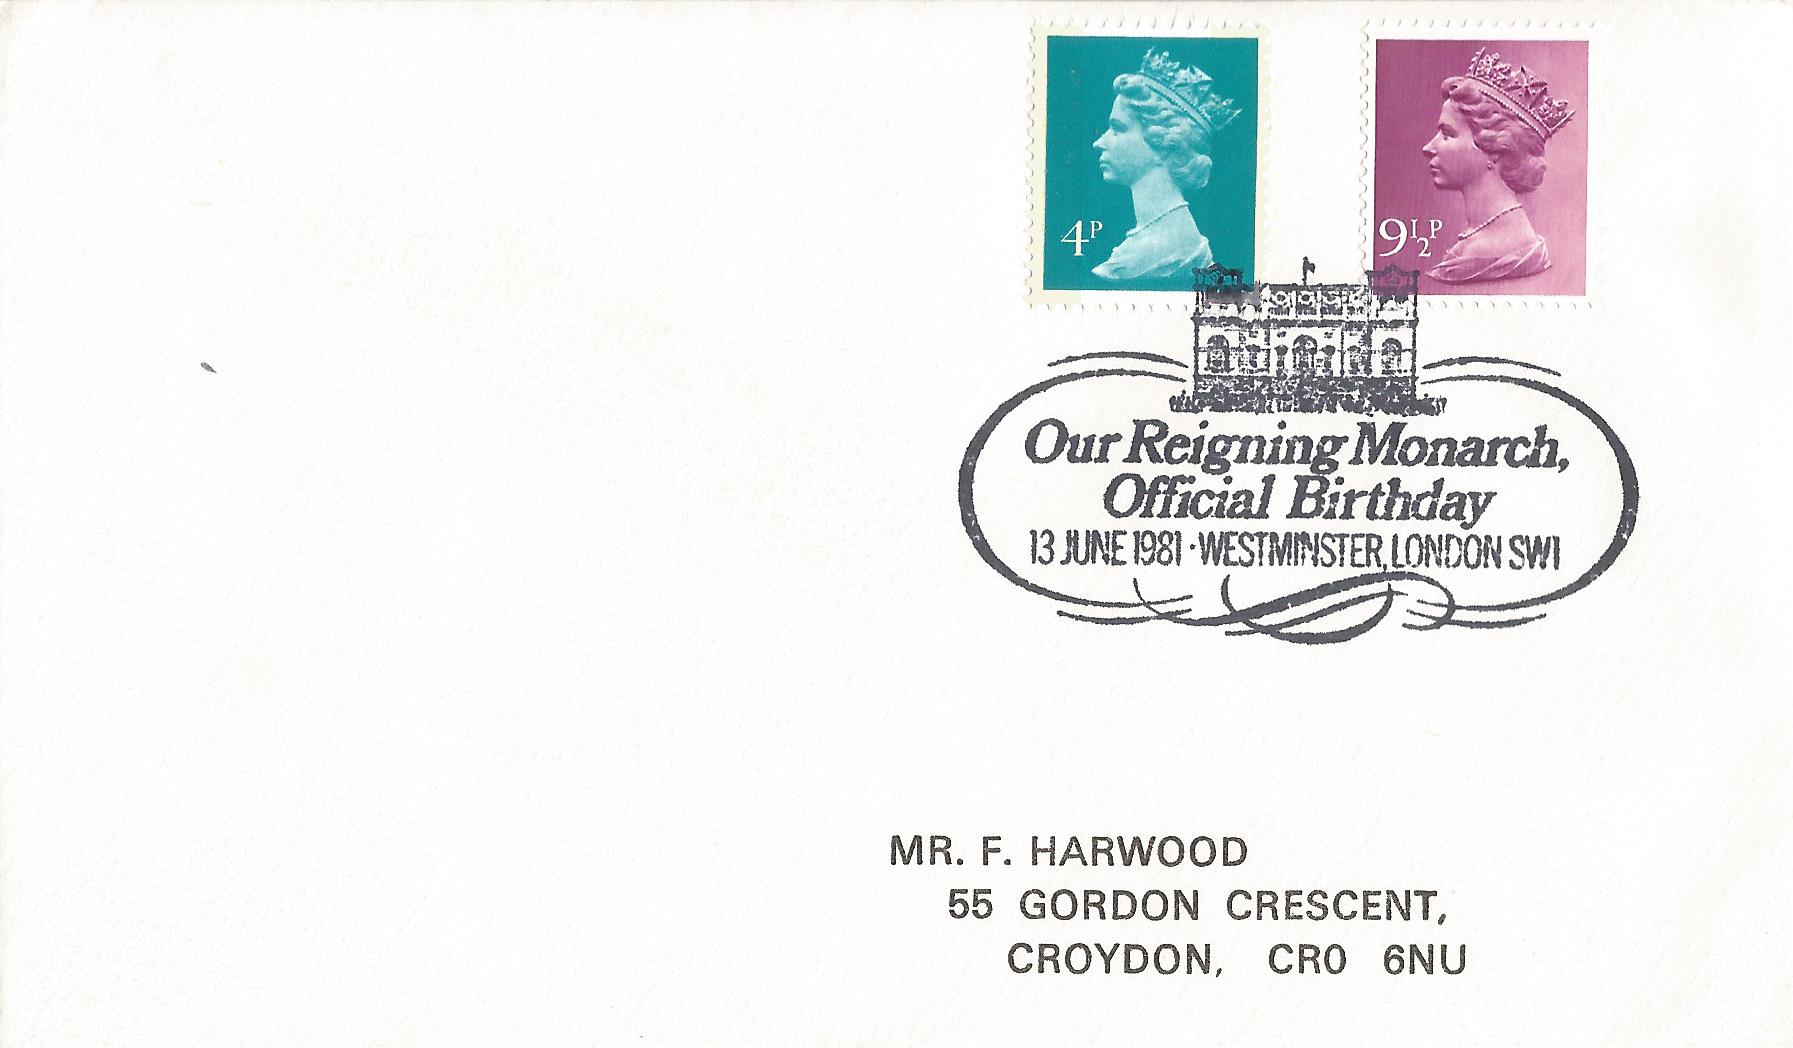 4P
9½P
Our Reigning Monarch,
Official Birthday
13 JUNE 1981 · WESTMINSTER, LONDON SW1
MR. F. HARWOOD
55 GORDON CRESCENT,
CROYDON, CR0 6NU